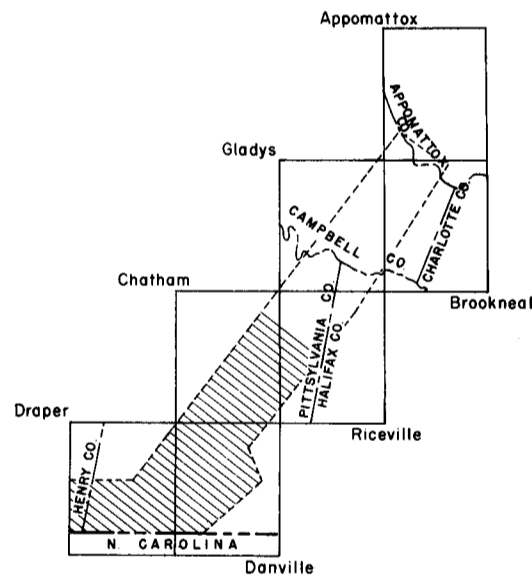 Appomattox
APPOMATTOX
CO.
Gladys
CAMPBELL
CO
CHARLOTTE CO.
Chatham
Brookneal
PITTSYLVANIA CO
HALIFAX CO.
Draper
Riceville
HENRY CO.
N. CAROLINA
Danville